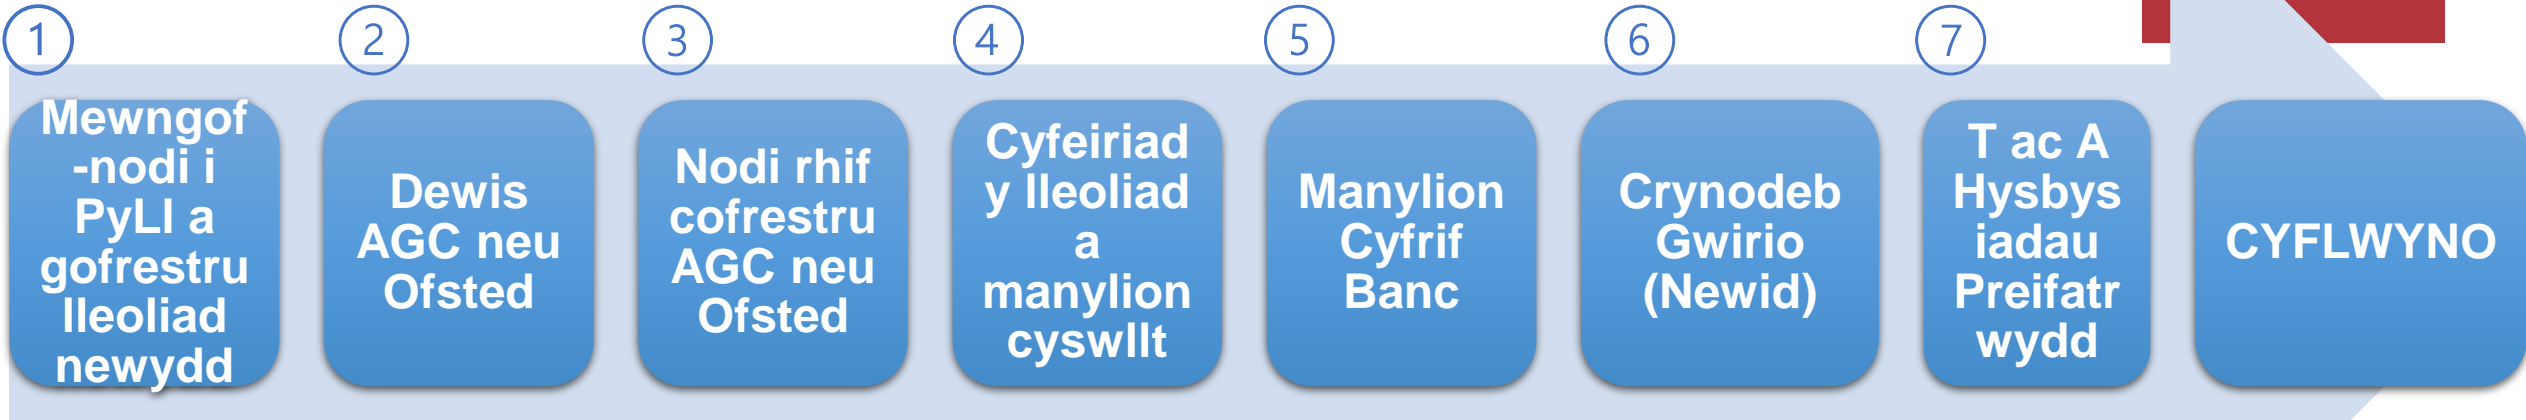 1
Mewngof
-nodi i
PyLl a
gofrestru
lleoliad
newydd
2
Dewis
AGC neu
Ofsted
3
Nodi rhif
cofrestru
AGC neu
Ofsted
4
Cyfeiriad
y lleoliad
a
manylion
cyswllt
5
Manylion
Cyfrif
Banc
6
Crynodeb
Gwirio
(Newid)
7
T ac A
Hysbys
iadau
Preifatr
wydd
CYFLWYNO